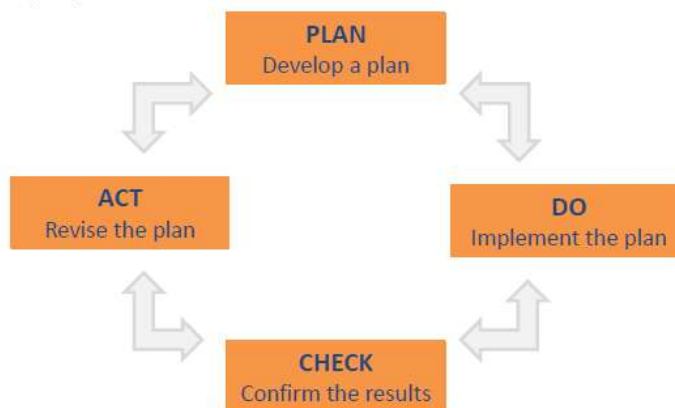 PLAN
Develop a plan
ACT
Revise the plan
DO
Implement the plan
CHECK
Confirm the results